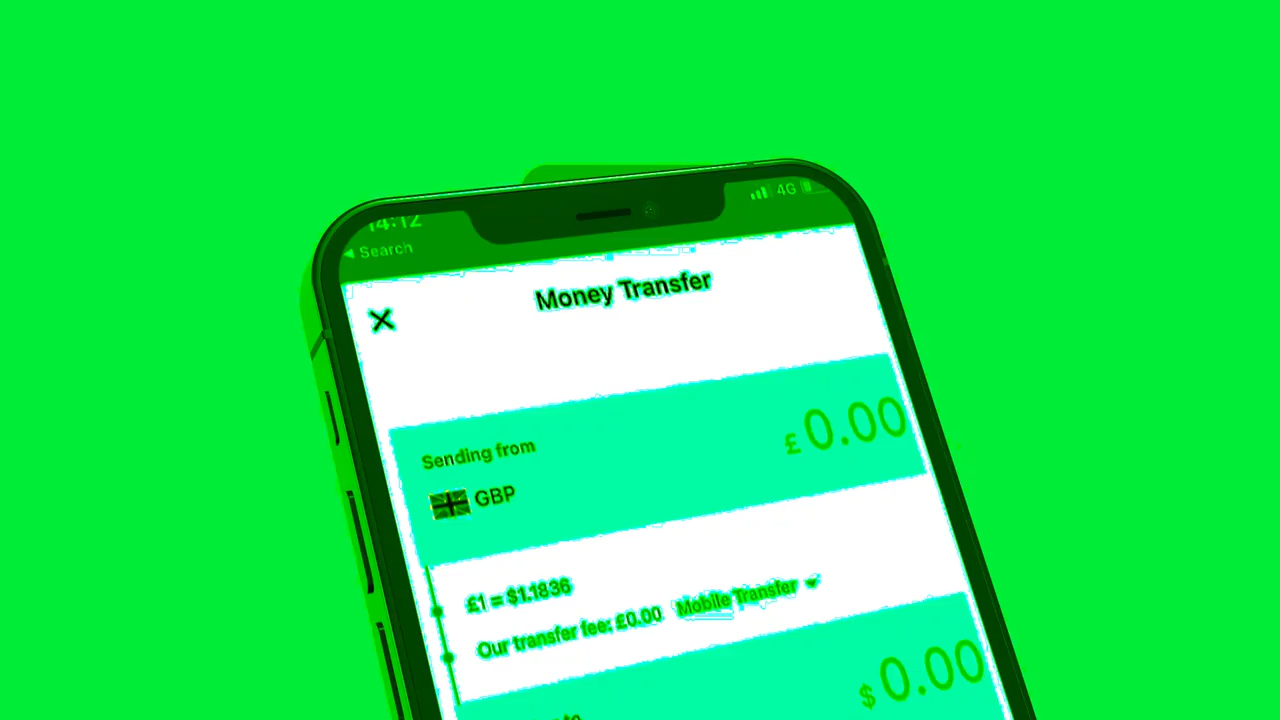 14:12
4G
Search
Money Transfer
£0.00
Sending from
GBP
£1 = $1.1836
Our transfer fee: £0.00 Mobile Transfer
$0.00